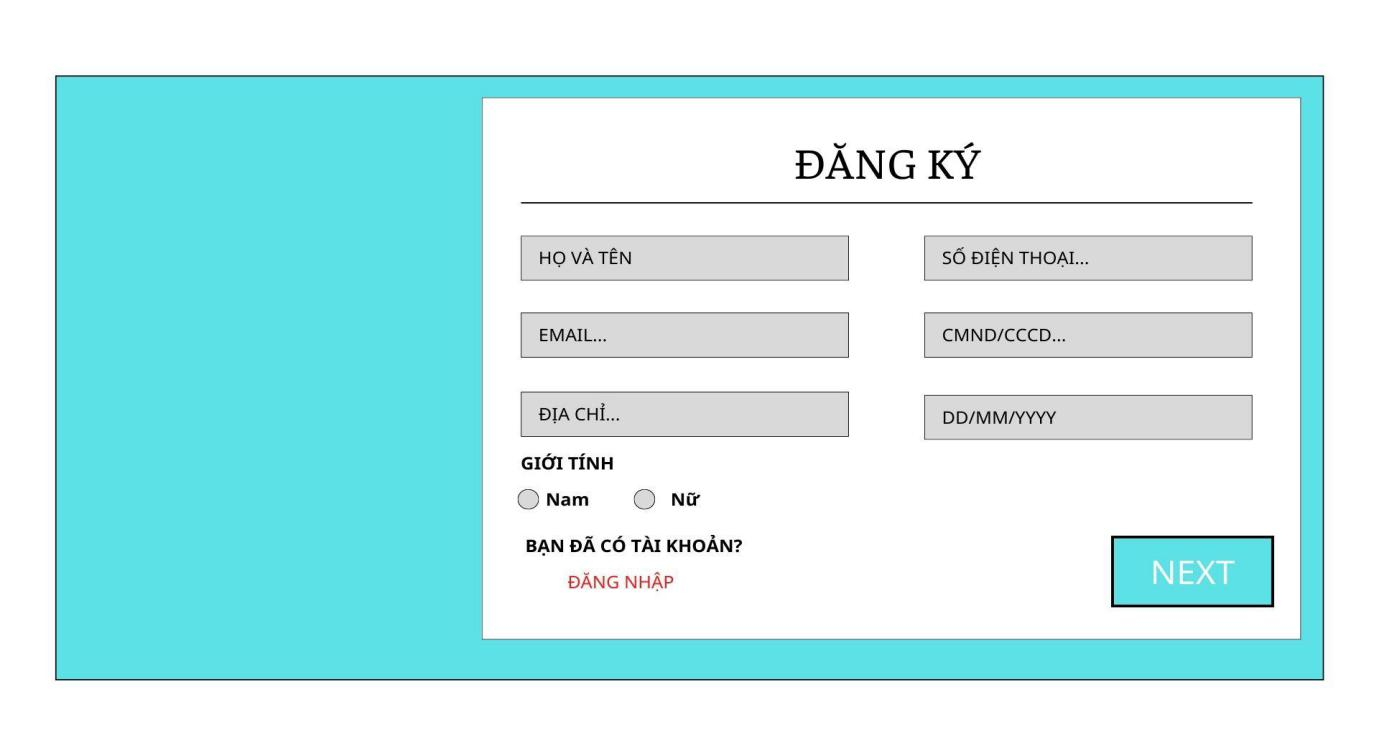 ĐĂNG KÝ
HỌ VÀ TÊN
SỐ ĐIỆN THOẠI...
EMAIL...
CMND/CCCD...
ĐỊA CHỈ...
DD/MM/YYYY
GIỚI TÍNH
Nam Nữ
BẠN ĐÃ CÓ TÀI KHOẢN?
ĐĂNG NHẬP
NEXT